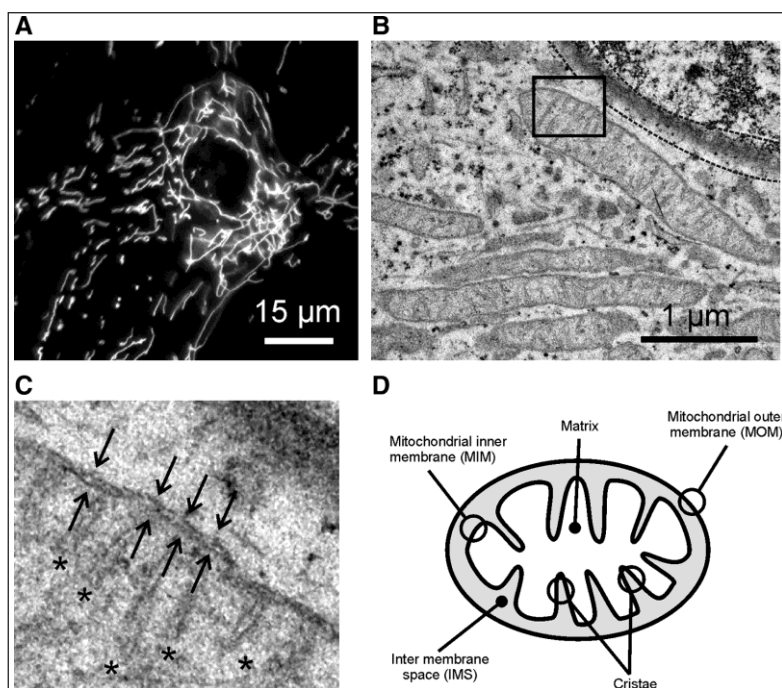 A
B
15 µm
1 µm
C
D
Matrix
Mitochondrial outer
membrane (MOM)
Mitochondrial inner
membrane (MIM)
Inter membrane
space (IMS)
Cristae
*
*
*
*
*